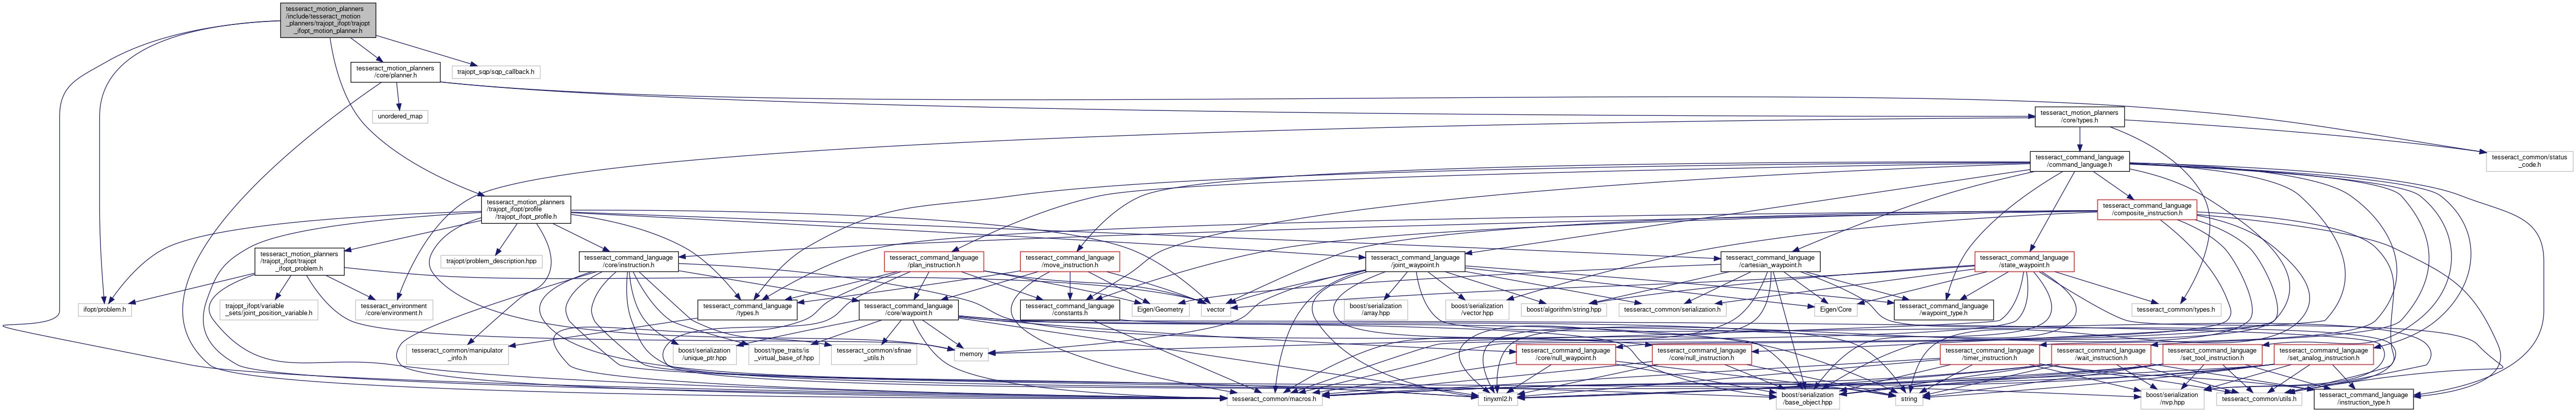 tesseract_motion_planners
/include/tesseract_motion
_planners/trajopt_ifopt/trajopt
_ifopt_motion_planner.h
tesseract_motion_planners
/core/planner.h
trajopt_sqp/sqp_callback.h
unordered_map
tesseract_motion_planners
/core/types.h
tesseract_common/status
_code.h
tesseract_command_language
/command_language.h
tesseract_motion_planners
/trajopt_ifopt/profile
/trajopt_ifopt_profile.h
tesseract_command_language
/composite_instruction.h
tesseract_motion_planners
/trajopt_ifopt/trajopt
_ifopt_problem.h
trajopt/problem_description.hpp
tesseract_command_language
/core/instruction.h
tesseract_command_language
/plan_instruction.h
tesseract_command_language
/move_instruction.h
tesseract_command_language
/joint_waypoint.h
tesseract_command_language
/cartesian_waypoint.h
tesseract_command_language
/state_waypoint.h
ifopt/problem.h
trajopt_ifopt/variable
_sets/joint_position_variable.h
tesseract_environment
/core/environment.h
tesseract_command_language
/types.h
tesseract_command_language
/core/waypoint.h
tesseract_command_language
/constants.h
Eigen/Geometry
vector
boost/serialization
/array.hpp
boost/serialization
/vector.hpp
boost/algorithm/string.hpp
tesseract_common/serialization.h
Eigen/Core
tesseract_command_language
/waypoint_type.h
tesseract_common/types.h
tesseract_common/manipulator
_info.h
boost/serialization
/unique_ptr.hpp
boost/type_traits/is
_virtual_base_of.hpp
tesseract_common/sfinae
_utils.h
memory
tesseract_command_language
/core/null_waypoint.h
tesseract_command_language
/core/null_instruction.h
tesseract_command_language
/timer_instruction.h
tesseract_command_language
/wait_instruction.h
tesseract_command_language
/set_tool_instruction.h
tesseract_command_language
/set_analog_instruction.h
tesseract_common/macros.h
tinyxml2.h
boost/serialization
/base_object.hpp
string
boost/serialization
/nvp.hpp
tesseract_common/utils.h
tesseract_command_language
/instruction_type.h